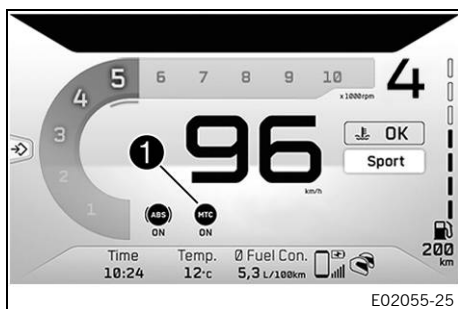 5 6 7 8 9 10 4
4 x1000rpm
3 96 OK
1 Sport
2 km/h
1 (ABS) MTC
ON ON
Time Temp. Ø Fuel Con. 200
10:24 12°C 5,3 L/100km km
E02055-25